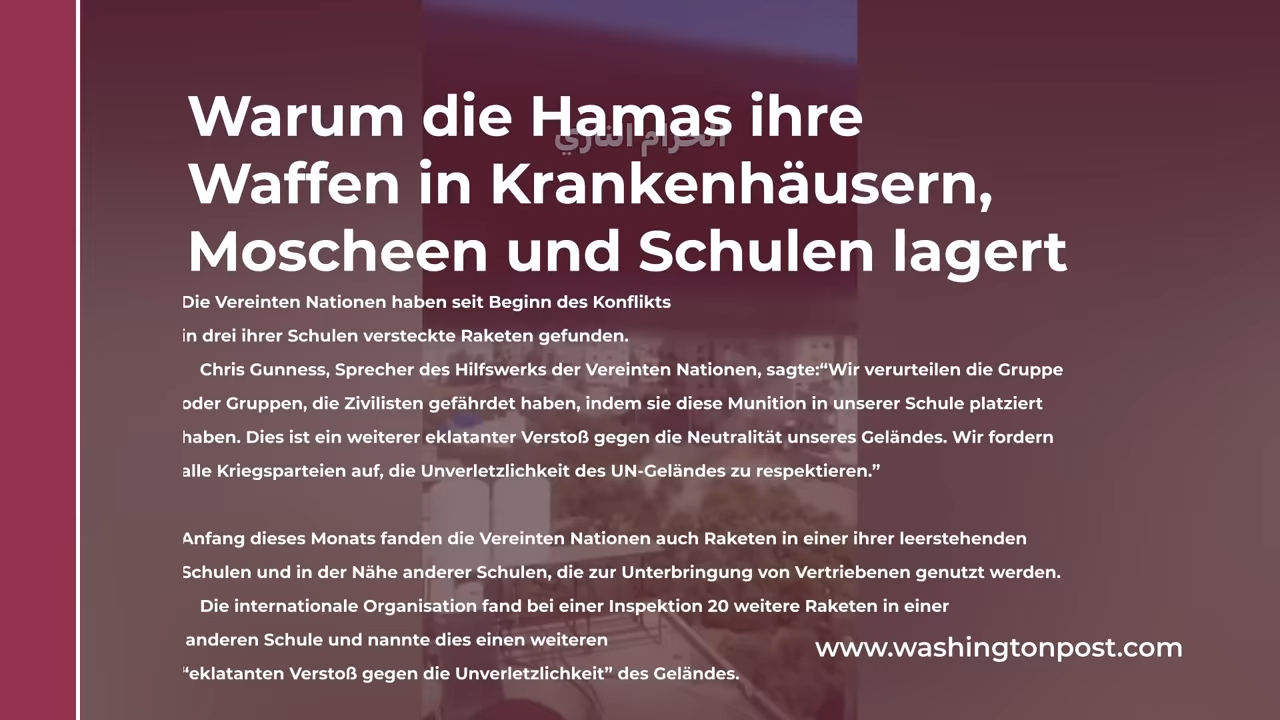 Warum die Hamas ihre
الحزام الناري
Waffen in Krankenhäusern,
Moscheen und Schulen lagert
Die Vereinten Nationen haben seit Beginn des Konflikts
in drei ihrer Schulen versteckte Raketen gefunden.
Chris Gunness, Sprecher des Hilfswerks der Vereinten Nationen, sagte:“Wir verurteilen die Gruppe
oder Gruppen, die Zivilisten gefährdet haben, indem sie diese Munition in unserer Schule platziert
haben. Dies ist ein weiterer eklatanter Verstoß gegen die Neutralität unseres Geländes. Wir fordern
alle Kriegsparteien auf, die Unverletzlichkeit des UN-Geländes zu respektieren.”
Anfang dieses Monats fanden die Vereinten Nationen auch Raketen in einer ihrer leerstehenden
Schulen und in der Nähe anderer Schulen, die zur Unterbringung von Vertriebenen genutzt werden.
Die internationale Organisation fand bei einer Inspektion 20 weitere Raketen in einer
anderen Schule und nannte dies einen weiteren
“eklatanten Verstoß gegen die Unverletzlichkeit” des Geländes.
www.washingtonpost.com